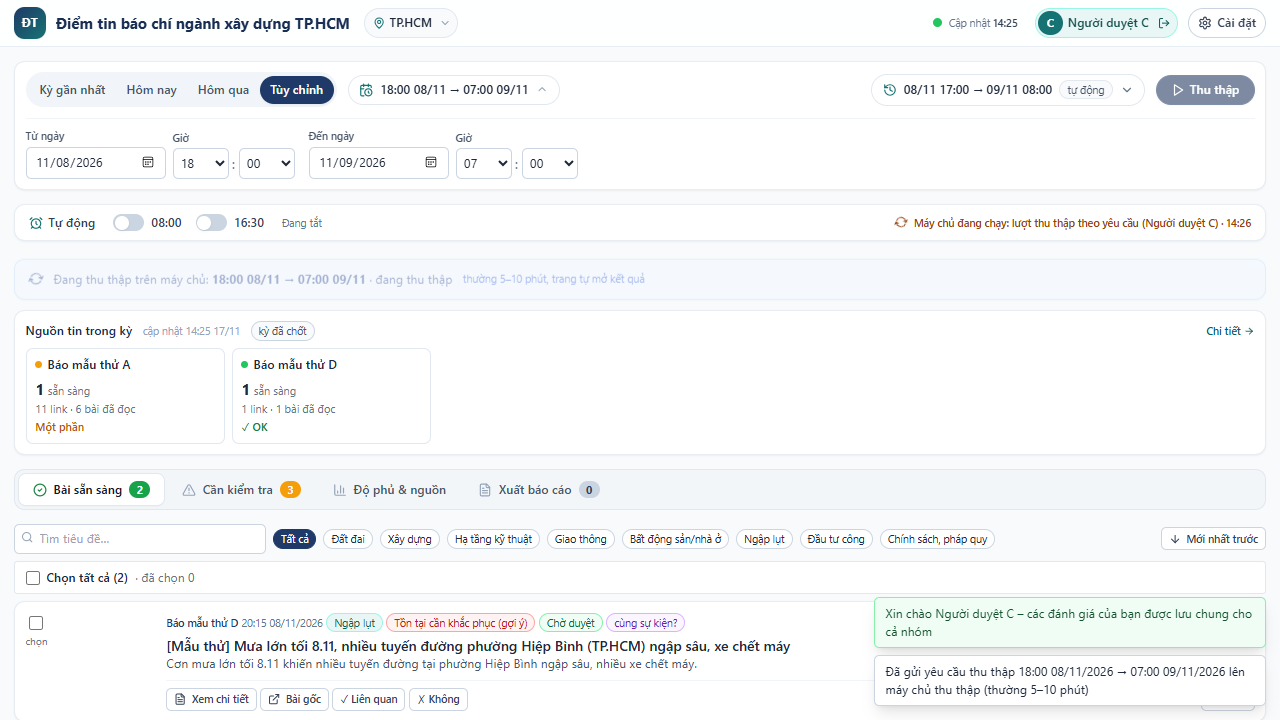 ĐT Điểm tin báo chí ngành xây dựng TP.HCM TP.HCM Cập nhật 14:25 C Người duyệt C Cài đặt
Kỳ gần nhất Hôm nay Hôm qua Tùy chỉnh 18:00 08/11 → 07:00 09/11 08/11 17:00 → 09/11 08:00 tự động Thu thập
Từ ngày Giờ Đến ngày Giờ
11/08/2026 18 : 00 11/09/2026 07 : 00
Tự động 08:00 16:30 Đang tắt Máy chủ đang chạy: lượt thu thập theo yêu cầu (Người duyệt C) · 14:26
Đang thu thập trên máy chủ: 18:00 08/11 → 07:00 09/11 · đang thu thập thường 5–10 phút, trang tự mở kết quả
Nguồn tin trong kỳ cập nhật 14:25 17/11 kỳ đã chốt Chi tiết →
Báo mẫu thử A Báo mẫu thử D
1 sẵn sàng 1 sẵn sàng
11 link · 6 bài đã đọc 1 link · 1 bài đã đọc
Một phần ✓ OK
Bài sẵn sàng 2 Cần kiểm tra 3 Độ phủ & nguồn Xuất báo cáo 0
Tìm tiêu đề... Tất cả Đất đai Xây dựng Hạ tầng kỹ thuật Giao thông Bất động sản/nhà ở Ngập lụt Đầu tư công Chính sách, pháp quy ↓ Mới nhất trước
Chọn tất cả (2) · đã chọn 0
chọn
Báo mẫu thử D 20:15 08/11/2026 Ngập lụt Tồn tại cần khắc phục (gợi ý) Chờ duyệt cùng sự kiện?
[Mẫu thử] Mưa lớn tối 8.11, nhiều tuyến đường phường Hiệp Bình (TP.HCM) ngập sâu, xe chết máy
Cơn mưa lớn tối 8.11 khiến nhiều tuyến đường tại phường Hiệp Bình ngập sâu, nhiều xe chết máy.
Xem chi tiết Bài gốc ✓ Liên quan ✗ Không
Xin chào Người duyệt C – các đánh giá của bạn được lưu chung cho
cả nhóm
Đã gửi yêu cầu thu thập 18:00 08/11/2026 → 07:00 09/11/2026 lên
máy chủ thu thập (thường 5–10 phút)